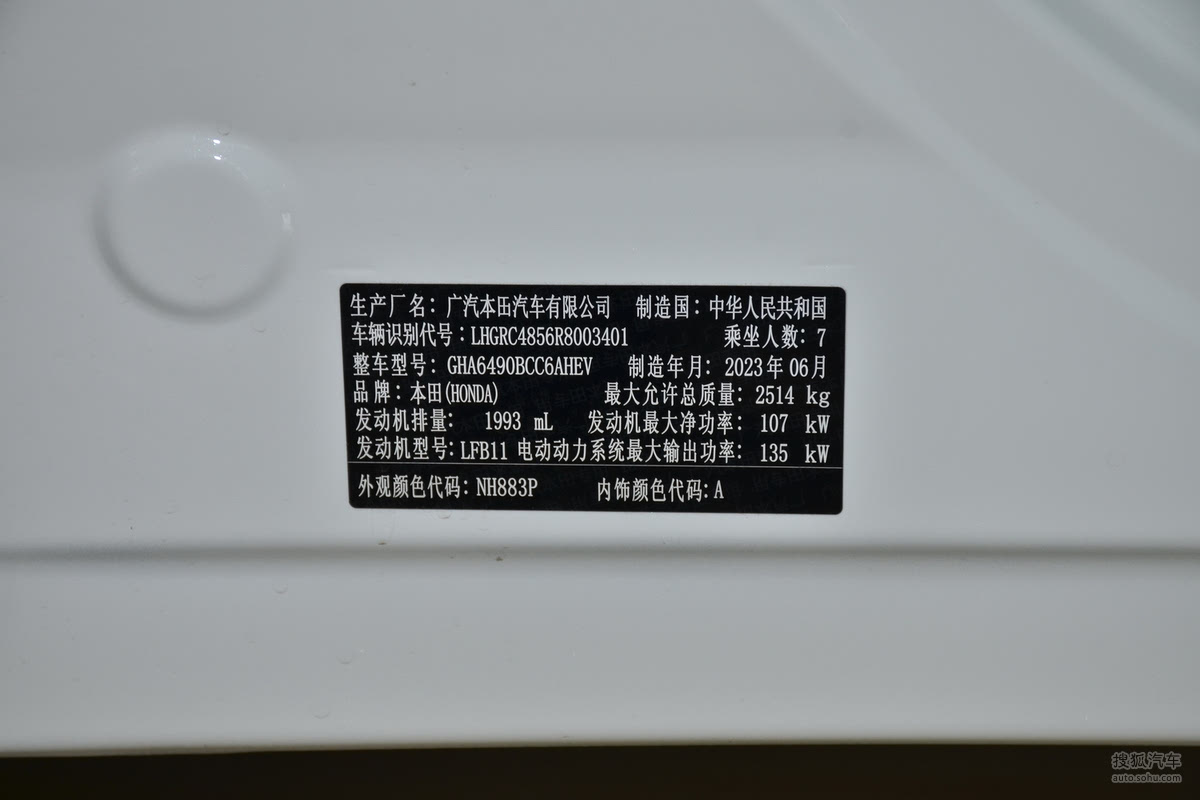 生产厂名：广汽本田汽车有限公司 制造国：中华人民共和国
车辆识别代号：LHGRC4856R8003401 乘坐人数：7
整车型号：GHA6490BCC6AHEV 制造年月：2023年06月
品牌：本田(HONDA) 最大允许总质量：2514 kg
发动机排量： 1993 mL 发动机最大净功率： 107 kW
发动机型号：LFB11 电动动力系统最大输出功率： 135 kW
外观颜色代码：NH883P 内饰颜色代码：A
搜狐汽车
auto.sohu.com